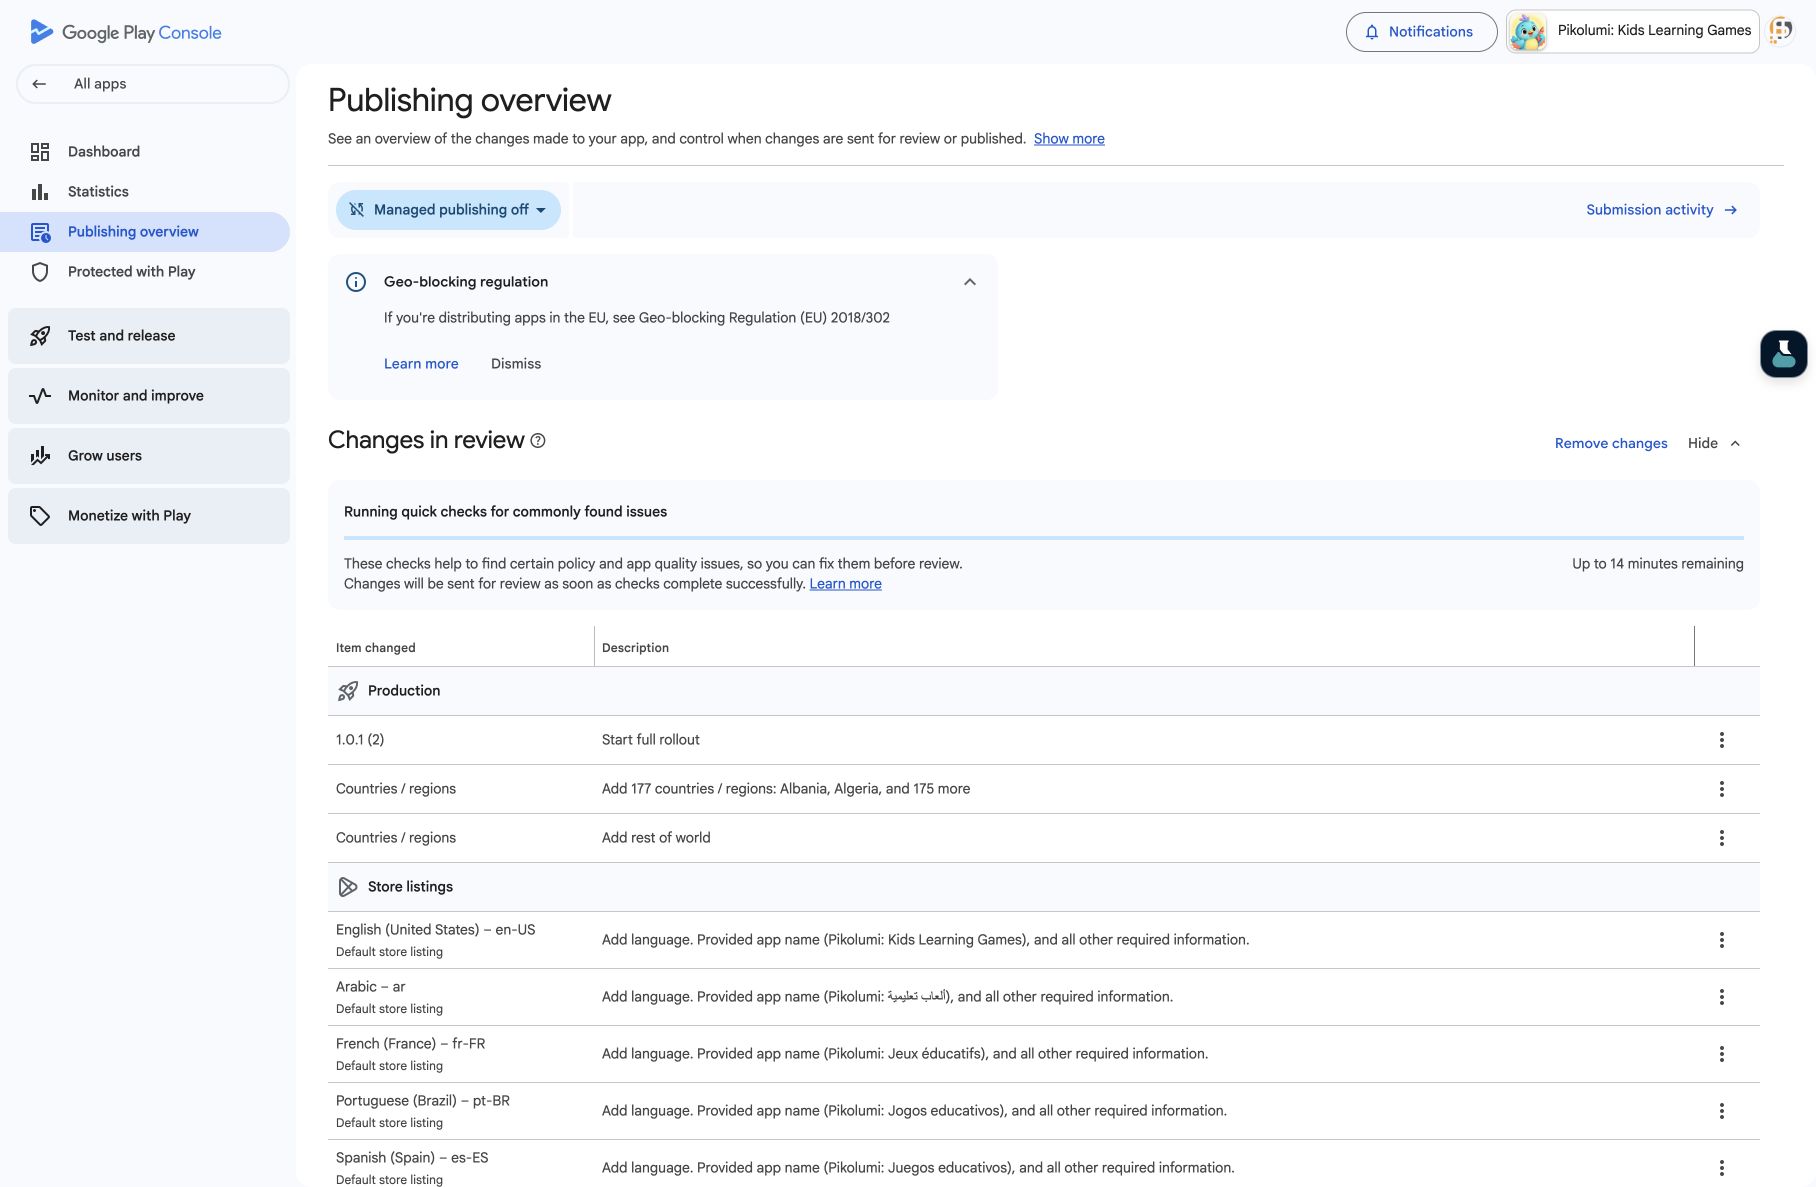 Google Play Console
Notifications
Pikolumi: Kids Learning Games
All apps
Dashboard
Statistics
Publishing overview
Protected with Play
Test and release
Monitor and improve
Grow users
Monetize with Play
Publishing overview
See an overview of the changes made to your app, and control when changes are sent for review or published. Show more
Managed publishing off
Submission activity
Geo-blocking regulation
If you're distributing apps in the EU, see Geo-blocking Regulation (EU) 2018/302
Learn more Dismiss
Changes in review
Remove changes Hide
Running quick checks for commonly found issues
These checks help to find certain policy and app quality issues, so you can fix them before review.
Up to 14 minutes remaining
Changes will be sent for review as soon as checks complete successfully. Learn more
Item changed Description
Production
1.0.1 (2) Start full rollout
Countries / regions Add 177 countries / regions: Albania, Algeria, and 175 more
Countries / regions Add rest of world
Store listings
English (United States) – en-US
Default store listing
Add language. Provided app name (Pikolumi: Kids Learning Games), and all other required information.
Arabic – ar
Default store listing
Add language. Provided app name (Pikolumi: ألعاب تعليمية), and all other required information.
French (France) – fr-FR
Default store listing
Add language. Provided app name (Pikolumi: Jeux éducatifs), and all other required information.
Portuguese (Brazil) – pt-BR
Default store listing
Add language. Provided app name (Pikolumi: Jogos educativos), and all other required information.
Spanish (Spain) – es-ES
Default store listing
Add language. Provided app name (Pikolumi: Juegos educativos), and all other required information.